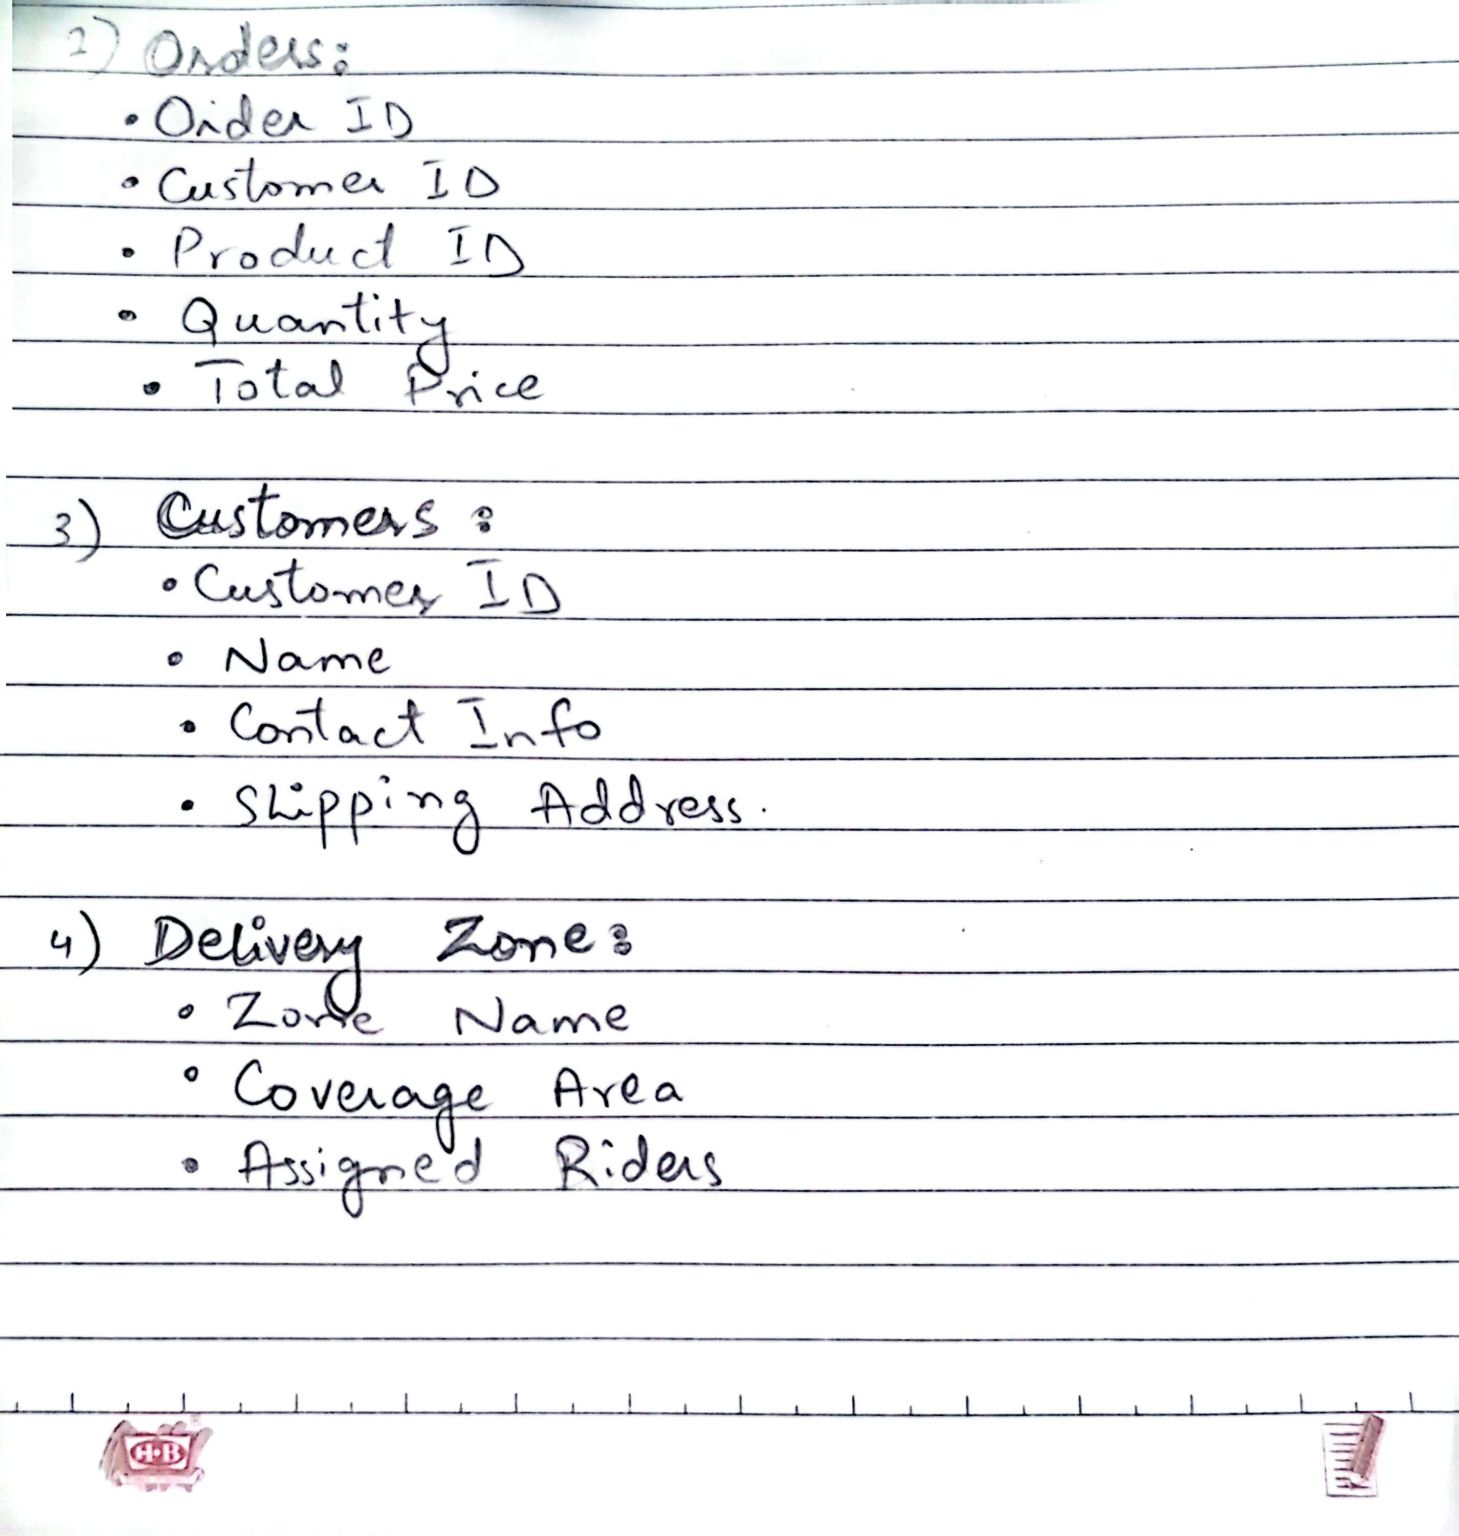 2) Orders:
• Order ID
• Customer ID
• Product ID
• Quantity
• Total Price
3) Customers:
• Customer ID
• Name
• Contact Info
• Shipping Address.
4) Delivery Zone:
• Zone Name
• Coverage Area
• Assigned Riders
H•B